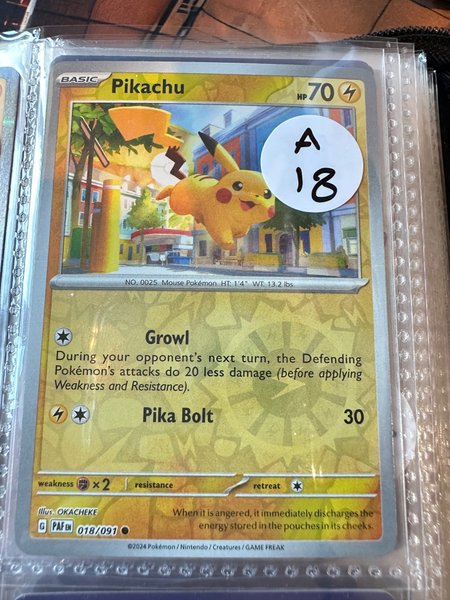 BASIC Pikachu HP 70
A
18
NO. 0025 Mouse Pokémon HT: 1'4" WT: 13.2 lbs
Growl
During your opponent's next turn, the Defending
Pokémon's attacks do 20 less damage (before applying
Weakness and Resistance).
Pika Bolt 30
weakness ×2 resistance retreat
Illus. OKACHEKE
G PAF EN 018/091
When it is angered, it immediately discharges the
energy stored in the pouches in its cheeks.
©2024 Pokémon / Nintendo / Creatures / GAME FREAK